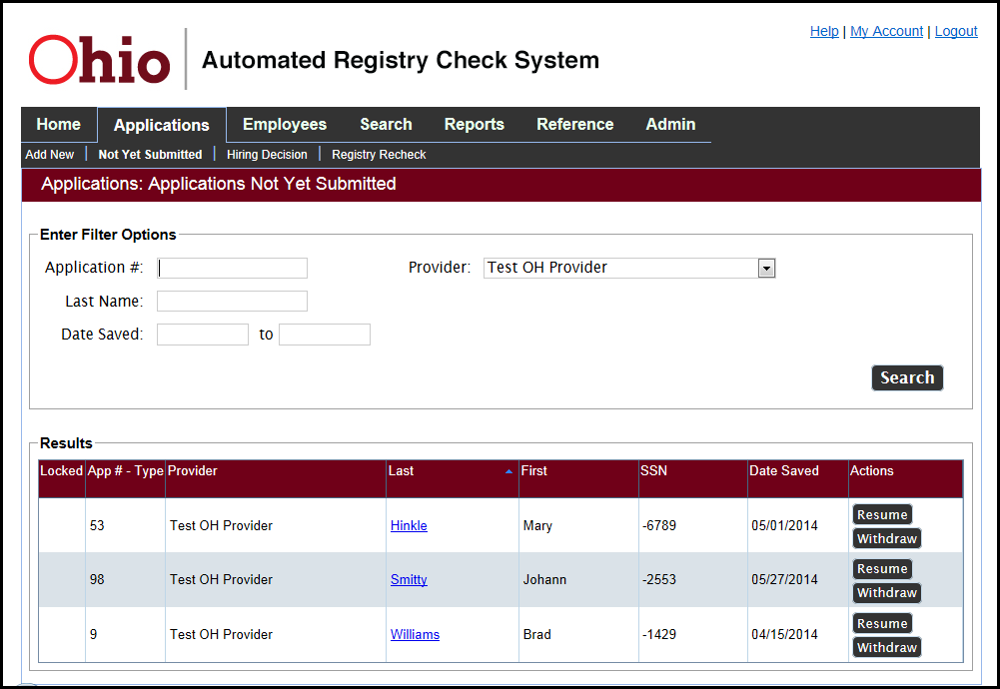 Help | My Account | Logout
Ohio Automated Registry Check System
Home Applications Employees Search Reports Reference Admin
Add New | Not Yet Submitted | Hiring Decision | Registry Recheck
Applications: Applications Not Yet Submitted
Enter Filter Options
Application #: Provider: Test OH Provider
Last Name:
Date Saved: to
Search
Results
Locked App # - Type Provider Last First SSN Date Saved Actions
53 Test OH Provider Hinkle Mary -6789 05/01/2014 Resume
Withdraw
98 Test OH Provider Smitty Johann -2553 05/27/2014 Resume
Withdraw
9 Test OH Provider Williams Brad -1429 04/15/2014 Resume
Withdraw